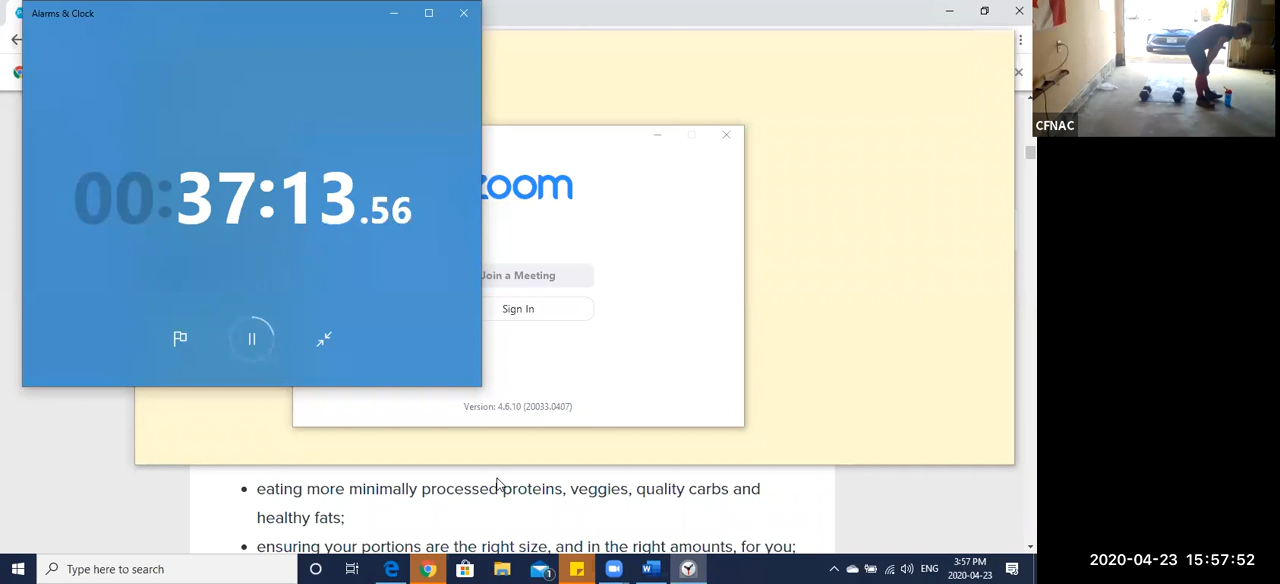 Alarms & Clock
00:37:13.56
zoom
Join a Meeting
Sign In
Version: 4.6.10 (20033.0407)
CFNAC
• eating more minimally processed proteins, veggies, quality carbs and
healthy fats;
• ensuring your portions are the right size, and in the right amounts, for you;
Type here to search
1
ENG
3:57 PM
2020-04-23
2020-04-23 15:57:52